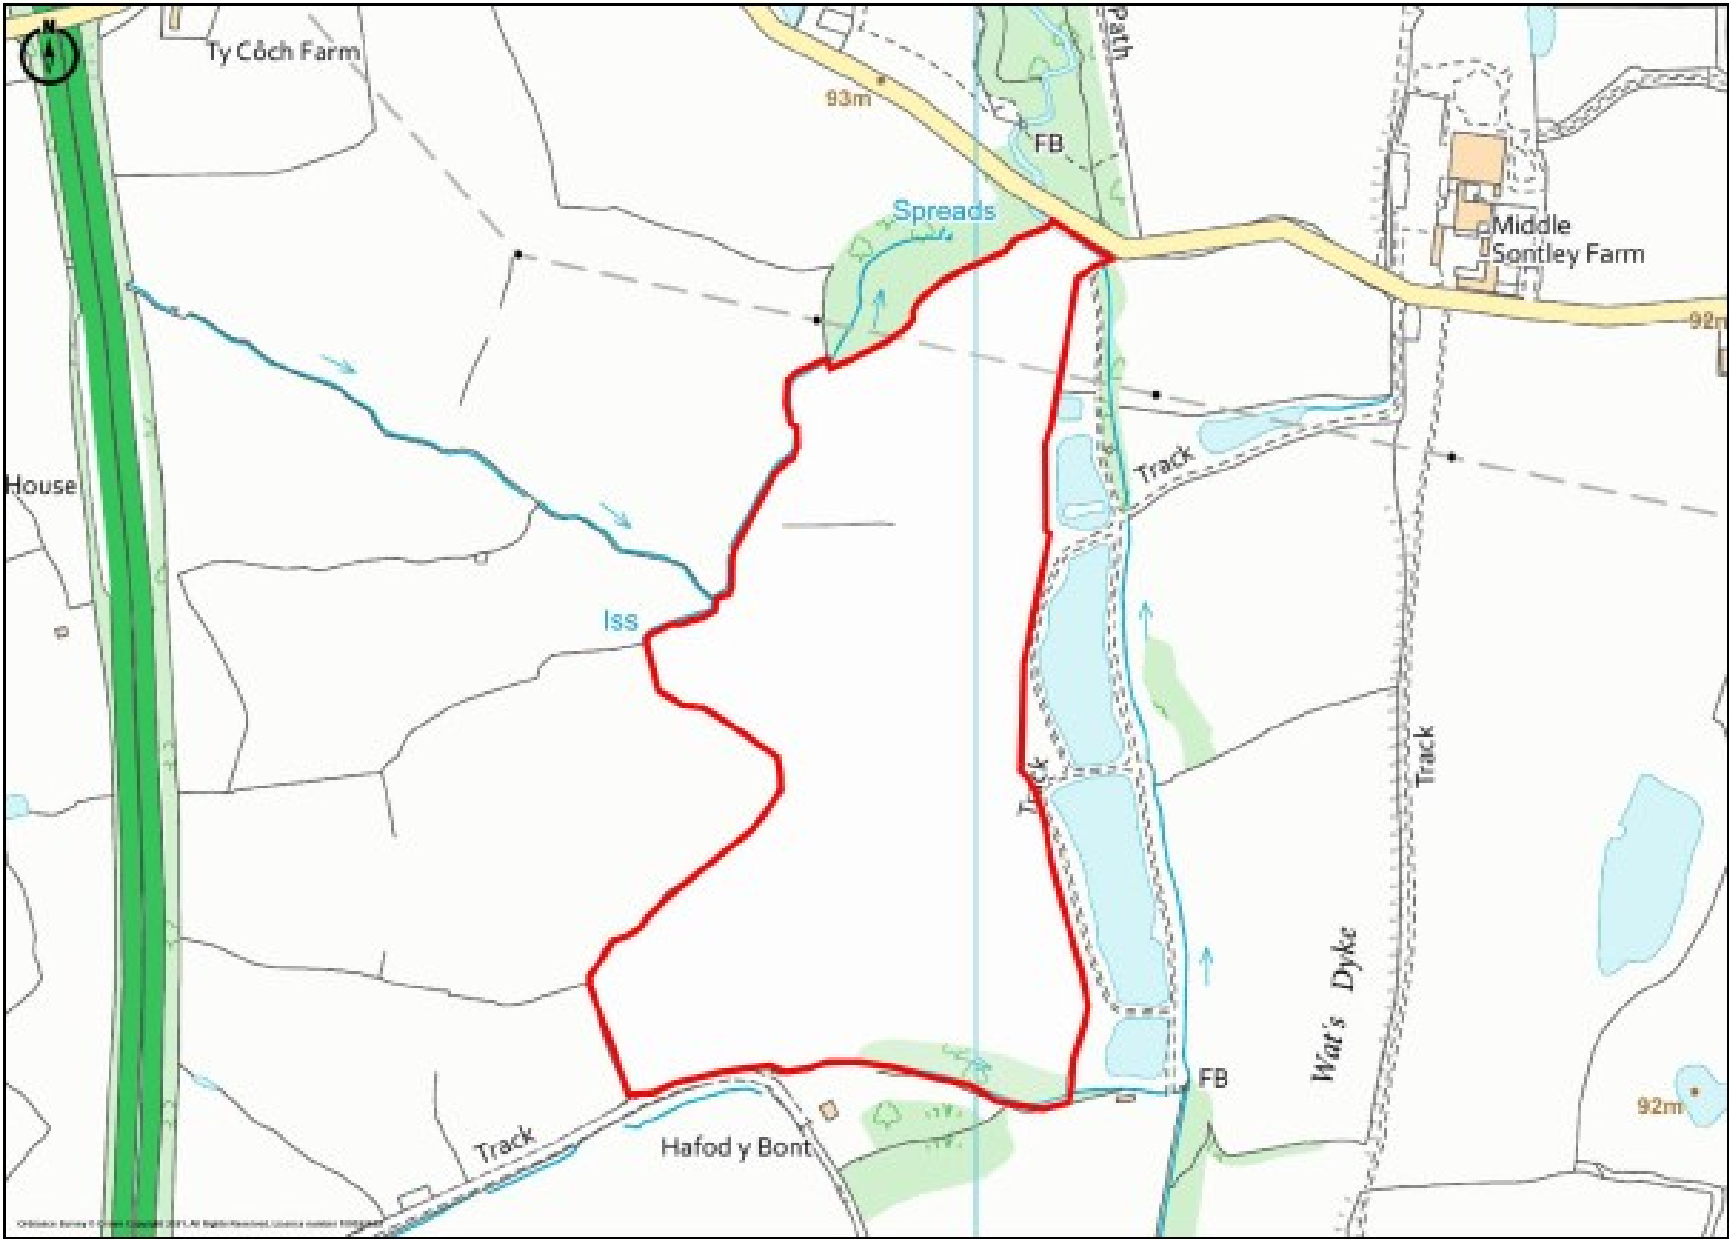 N
Ty Côch Farm
Path
93m
FB
Spreads
Middle
Sontley Farm
92m
House
Track
Iss
Track
Track
Wat's Dyke
FB
92m
Track
Hafod y Bont